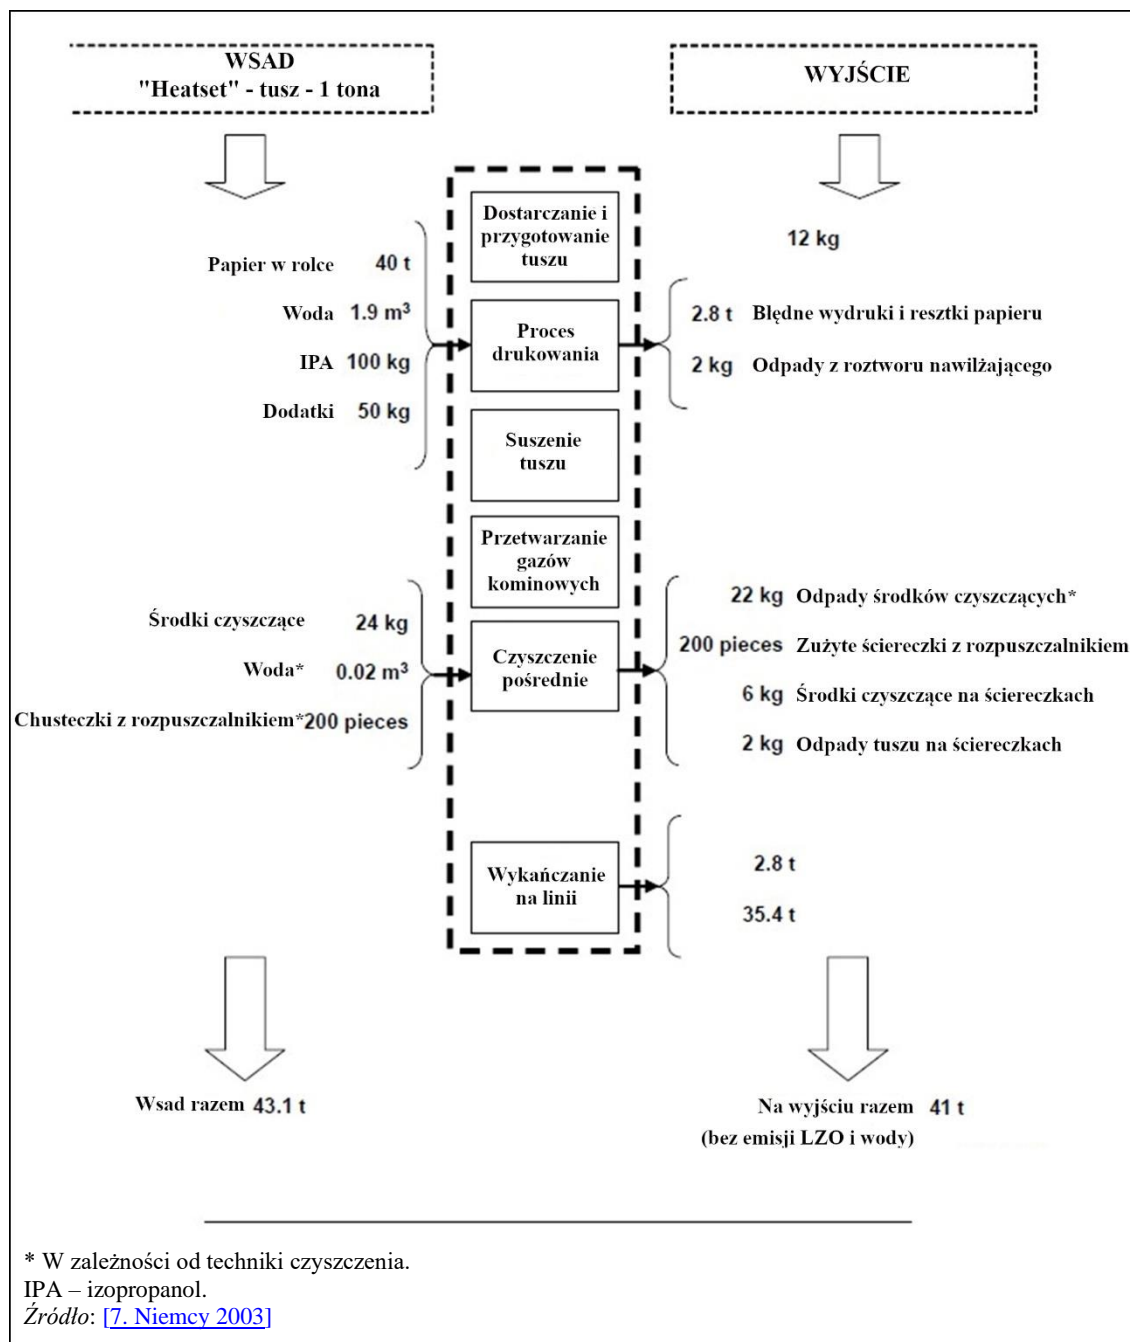 WSAD
"Heatset" - tusz - 1 tona
WYJŚCIE
Dostarczanie i
przygotowanie
tuszu
12 kg
Papier w rolce 40 t
Woda 1.9 m³
IPA 100 kg
Dodatki 50 kg
Proces
drukowania
2.8 t Błędne wydruki i resztki papieru
2 kg Odpady z roztworu nawilżającego
Suszenie
tuszu
Przetwarzanie
gazów
kominowych
Środki czyszczące 24 kg
Woda* 0.02 m³
Chusteczki z rozpuszczalnikiem* 200 pieces
Czyszczenie
pośrednie
22 kg Odpady środków czyszczących*
200 pieces Zużyte ściereczki z rozpuszczalnikiem
6 kg Środki czyszczące na ściereczkach
2 kg Odpady tuszu na ściereczkach
Wykańczanie
na linii
2.8 t
35.4 t
Wsad razem 43.1 t
Na wyjściu razem 41 t
(bez emisji LZO i wody)
* W zależności od techniki czyszczenia.
IPA – izopropanol.
Źródło: [7. Niemcy 2003]